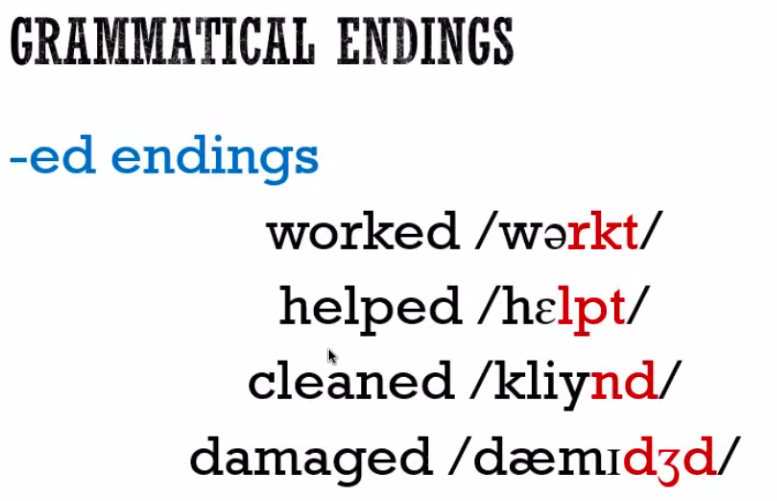 GRAMMATICAL ENDINGS
-ed endings
worked /wərkt/
helped /hɛlpt/
cleaned /kliynd/
damaged /dæmɪdʒd/